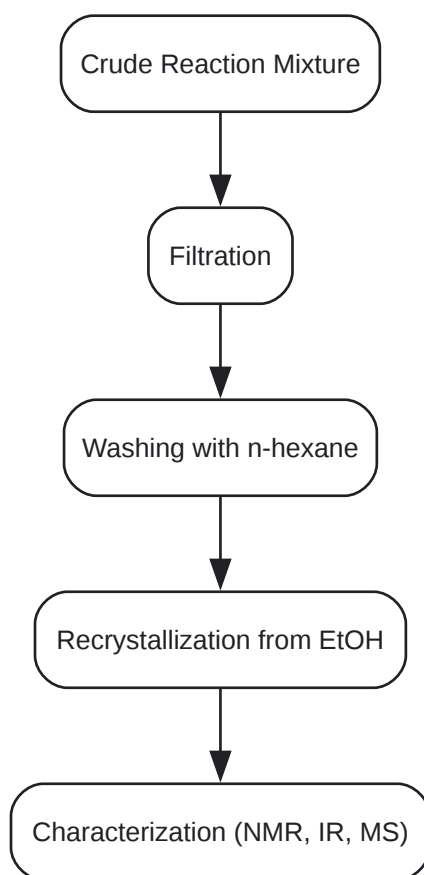 Crude Reaction Mixture
Filtration
Washing with n-hexane
Recrystallization from EtOH
Characterization (NMR, IR, MS)